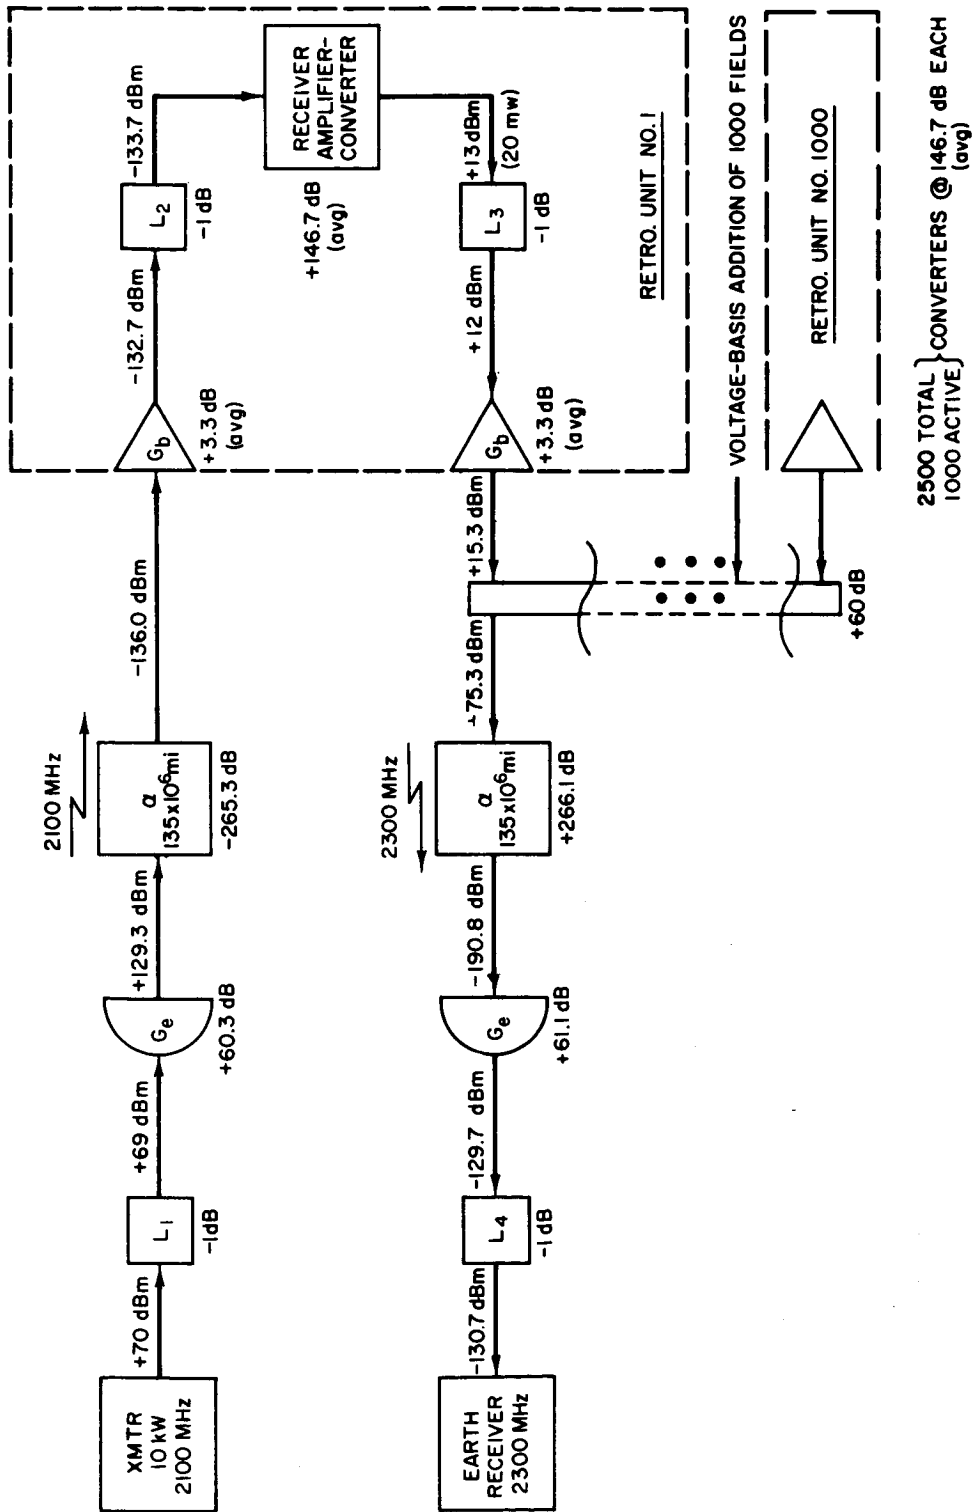 XMTR
10 kW
2100 MHz
+70 dBm
L1
-1dB
+69 dBm
Ge
+60.3 dB
+129.3 dBm
2100 MHz
α
135x10⁶mi
-265.3 dB
-136.0 dBm
Gb
+3.3 dB
(avg)
-132.7 dBm
L2
-1 dB
-133.7 dBm
RECEIVER
AMPLIFIER-
CONVERTER
+146.7 dB
(avg)
+13dBm
(20 mw)
L3
-1 dB
+12 dBm
Gb
+3.3 dB
(avg)
RETRO. UNIT NO. 1
+15.3 dBm
VOLTAGE-BASIS ADDITION OF 1000 FIELDS
+60 dB
RETRO. UNIT NO. 1000
+75.3 dBm
2300 MHz
α
135x10⁶mi
+266.1 dB
-190.8 dBm
Ge
+61.1 dB
-129.7 dBm
L4
-1 dB
-130.7dBm
EARTH
RECEIVER
2300 MHz
2500 TOTAL
1000 ACTIVE } CONVERTERS @ 146.7 dB EACH
(avg)